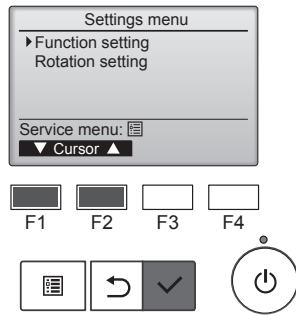 Settings menu
Function setting
Rotation setting
Service menu:
▼ Cursor ▲
F1 F2 F3 F4